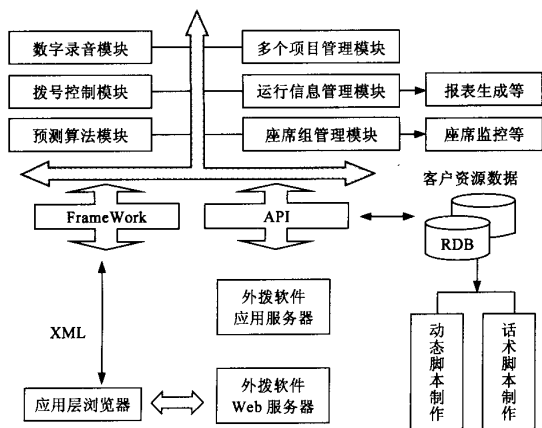 数字录音模块
多个项目管理模块
拨号控制模块
运行信息管理模块
报表生成等
预测算法模块
座席组管理模块
座席监控等
客户资源数据
FrameWork
API
RDB
外拨软件
应用服务器
XML
动态脚本制作
话术脚本制作
应用层浏览器
外拨软件
Web 服务器